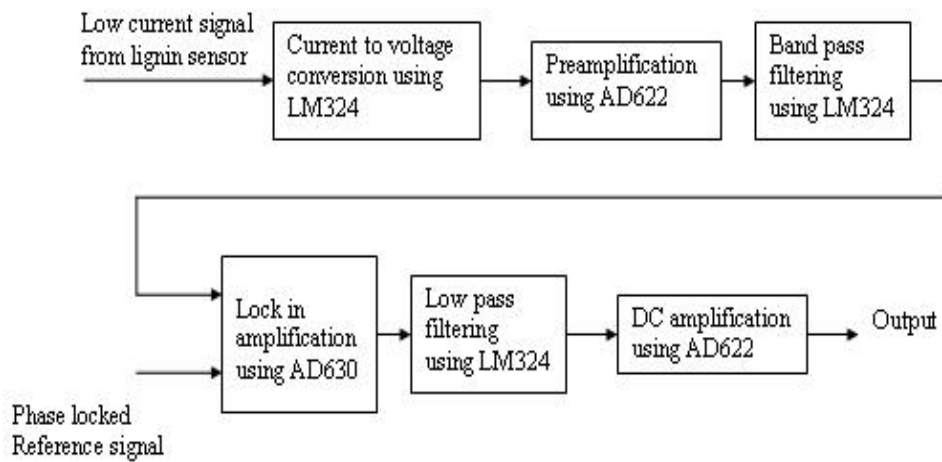 Low current signal
from lignin sensor
Current to voltage
conversion using
LM324
Preamplification
using AD622
Band pass
filtering
using LM324
Lock in
amplification
using AD630
Low pass
filtering
using LM324
DC amplification
using AD622
Output
Phase locked
Reference signal